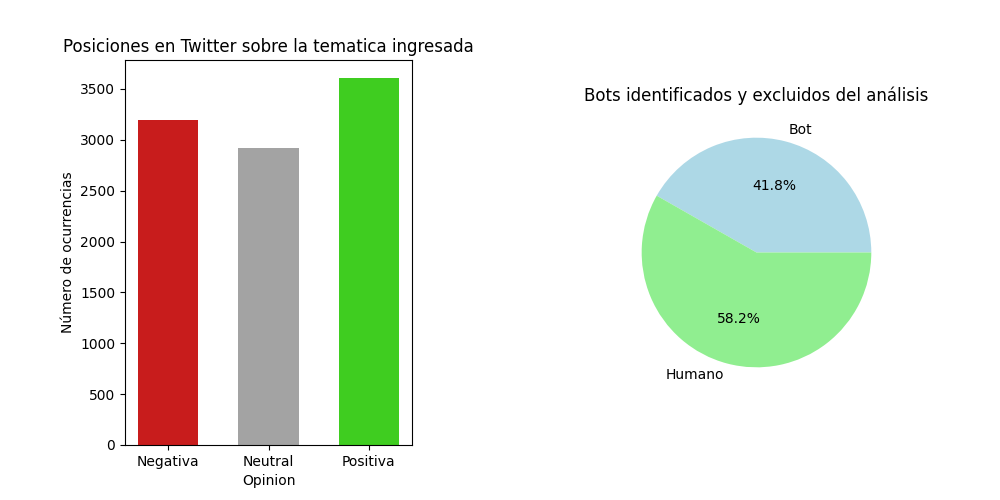 Posiciones en Twitter sobre la tematica ingresada
Número de ocurrencias
3500
3000
2500
2000
1500
1000
500
0
Negativa
Neutral
Positiva
Opinion
Bots identificados y excluidos del análisis
Bot
41.8%
58.2%
Humano